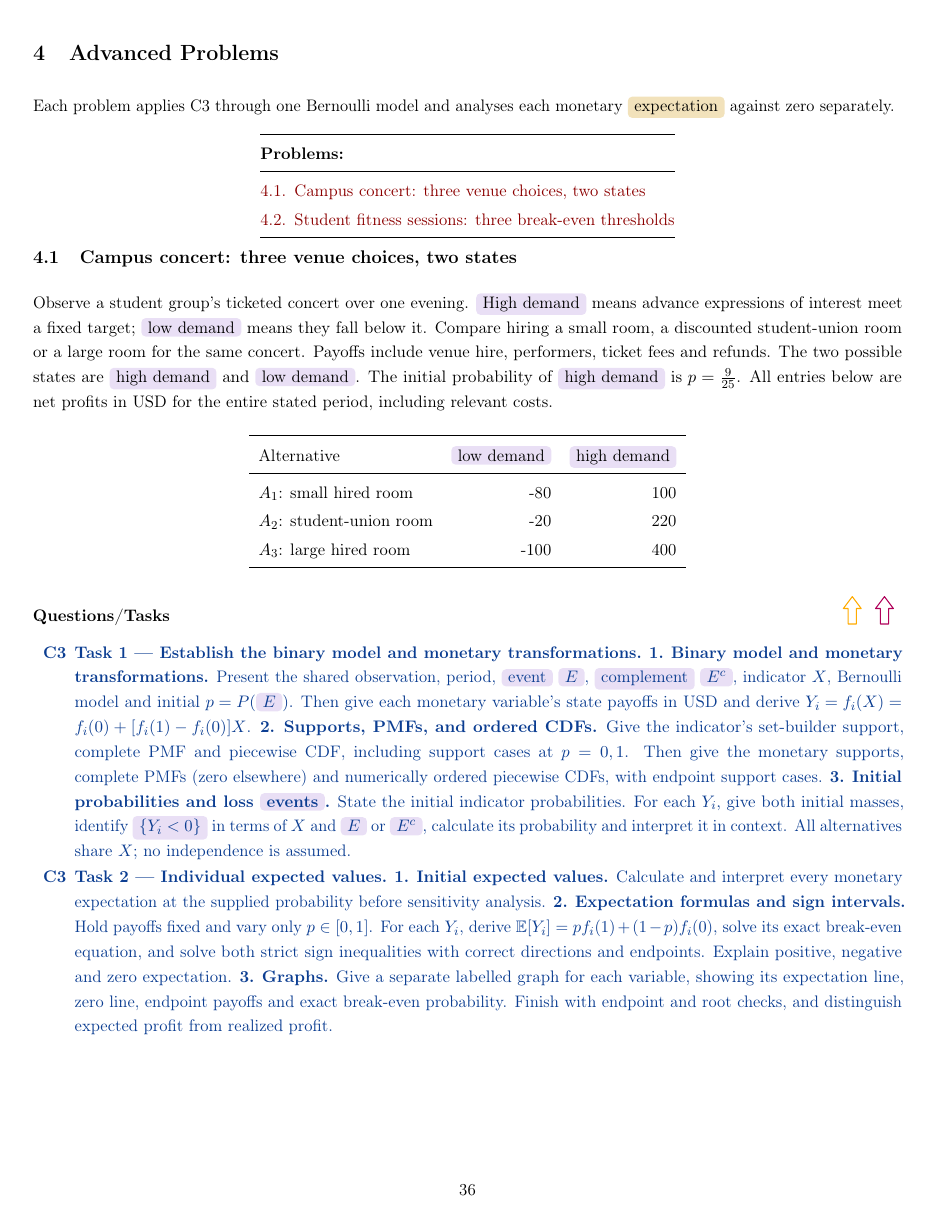 4 Advanced Problems
Each problem applies C3 through one Bernoulli model and analyses each monetary expectation against zero separately.
Problems:
4.1. Campus concert: three venue choices, two states
4.2. Student fitness sessions: three break-even thresholds
4.1 Campus concert: three venue choices, two states
Observe a student group's ticketed concert over one evening. High demand means advance expressions of interest meet
a fixed target; low demand means they fall below it. Compare hiring a small room, a discounted student-union room
or a large room for the same concert. Payoffs include venue hire, performers, ticket fees and refunds. The two possible
states are high demand and low demand. The initial probability of high demand is p = 9/25. All entries below are
net profits in USD for the entire stated period, including relevant costs.
Alternative low demand high demand
A₁: small hired room -80 100
A₂: student-union room -20 220
A₃: large hired room -100 400
Questions/Tasks
C3 Task 1 — Establish the binary model and monetary transformations. 1. Binary model and monetary
transformations. Present the shared observation, period, event E, complement Eᶜ, indicator X, Bernoulli
model and initial p = P(E). Then give each monetary variable's state payoffs in USD and derive Yᵢ = fᵢ(X) =
fᵢ(0) + [fᵢ(1) − fᵢ(0)]X. 2. Supports, PMFs, and ordered CDFs. Give the indicator's set-builder support,
complete PMF and piecewise CDF, including support cases at p = 0, 1. Then give the monetary supports,
complete PMFs (zero elsewhere) and numerically ordered piecewise CDFs, with endpoint support cases. 3. Initial
probabilities and loss events. State the initial indicator probabilities. For each Yᵢ, give both initial masses,
identify {Yᵢ < 0} in terms of X and E or Eᶜ, calculate its probability and interpret it in context. All alternatives
share X; no independence is assumed.
C3 Task 2 — Individual expected values. 1. Initial expected values. Calculate and interpret every monetary
expectation at the supplied probability before sensitivity analysis. 2. Expectation formulas and sign intervals.
Hold payoffs fixed and vary only p ∈ [0, 1]. For each Yᵢ, derive 𝔼[Yᵢ] = pfᵢ(1)+(1−p)fᵢ(0), solve its exact break-even
equation, and solve both strict sign inequalities with correct directions and endpoints. Explain positive, negative
and zero expectation. 3. Graphs. Give a separate labelled graph for each variable, showing its expectation line,
zero line, endpoint payoffs and exact break-even probability. Finish with endpoint and root checks, and distinguish
expected profit from realized profit.
36